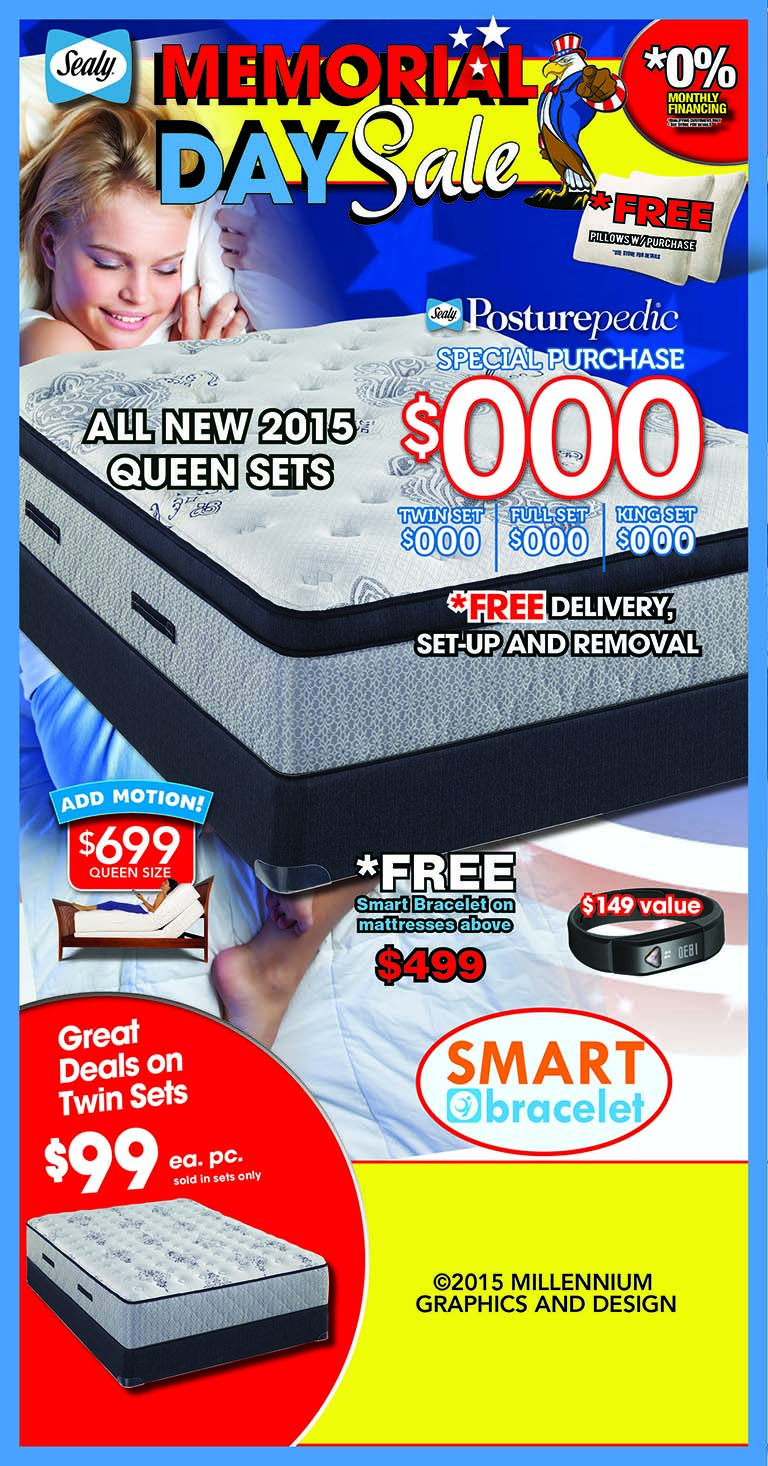 Sealy
MEMORIAL
DAY Sale
*0%
MONTHLY
FINANCING
*FREE
PILLOWS W/ PURCHASE
*SEE STORE FOR DETAILS
Sealy Posturepedic
SPECIAL PURCHASE
ALL NEW 2015
QUEEN SETS
$000
TWIN SET
$000
FULL SET
$000
KING SET
$000
*FREE DELIVERY,
SET-UP AND REMOVAL
ADD MOTION!
$699
QUEEN SIZE
*FREE
Smart Bracelet on
mattresses above
$499
$149 value
SMART
bracelet
Great
Deals on
Twin Sets
$99 ea. pc.
sold in sets only
©2015 MILLENNIUM
GRAPHICS AND DESIGN